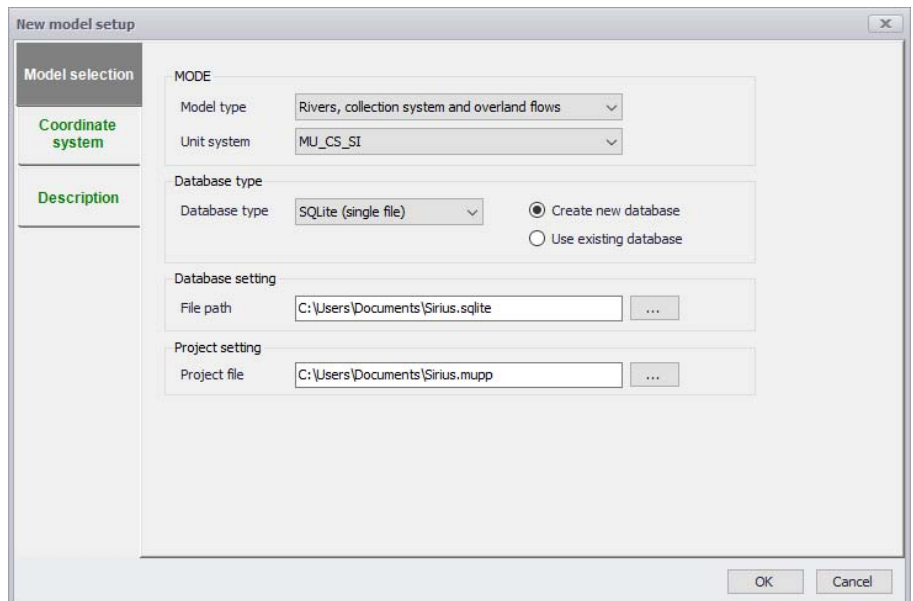 New model setup
Model selection
Coordinate
system
Description
MODE
Model type
Rivers, collection system and overland flows
Unit system
MU_CS_SI
Database type
Database type
SQLite (single file)
Create new database
Use existing database
Database setting
File path
C:\Users\Documents\Sirius.sqlite
...
Project setting
Project file
C:\Users\Documents\Sirius.mupp
...
OK
Cancel